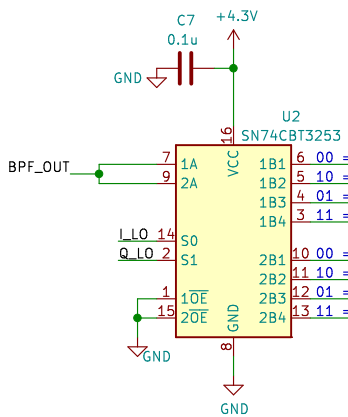 C7
+4.3V
0.1u
GND
U2
SN74CBT3253
16
VCC
BPF_OUT
7 1A
9 2A
1B1 6 00 =
1B2 5 10 =
1B3 4 01 =
1B4 3 11 =
I_LO 14 S0
Q_LO 2 S1
2B1 10 00 =
2B2 11 10 =
2B3 12 01 =
2B4 13 11 =
1 1OE
15 2OE
GND
8
GND
GND